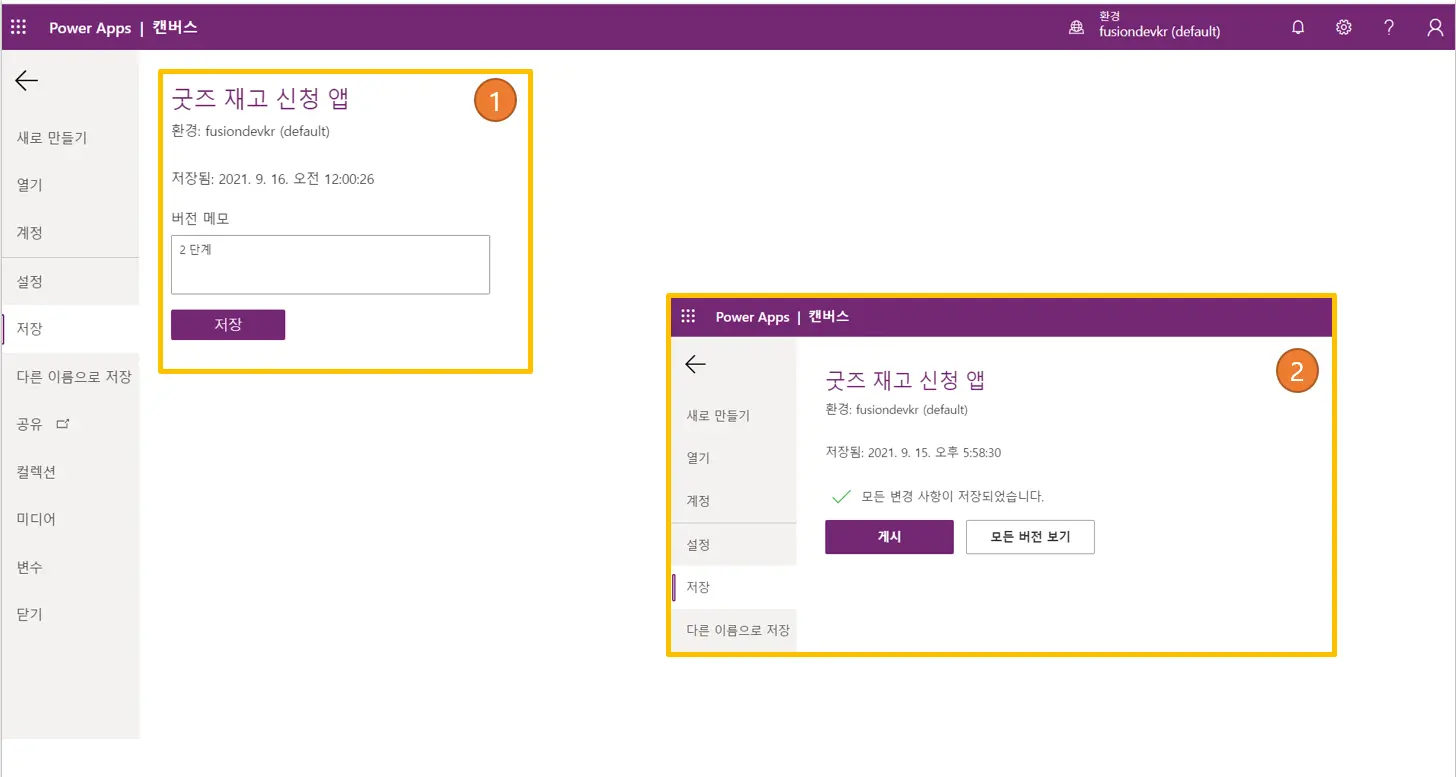 Power Apps | 캔버스
환경
fusiondevkr (default)
?
새로 만들기
열기
계정
설정
저장
다른 이름으로 저장
공유
컬렉션
미디어
변수
닫기
굿즈 재고 신청 앱
1
환경: fusiondevkr (default)
저장됨: 2021. 9. 16. 오전 12:00:26
버전 메모
2 단계
저장
Power Apps | 캔버스
새로 만들기
열기
계정
설정
저장
다른 이름으로 저장
굿즈 재고 신청 앱
2
환경: fusiondevkr (default)
저장됨: 2021. 9. 15. 오후 5:58:30
모든 변경 사항이 저장되었습니다.
게시
모든 버전 보기